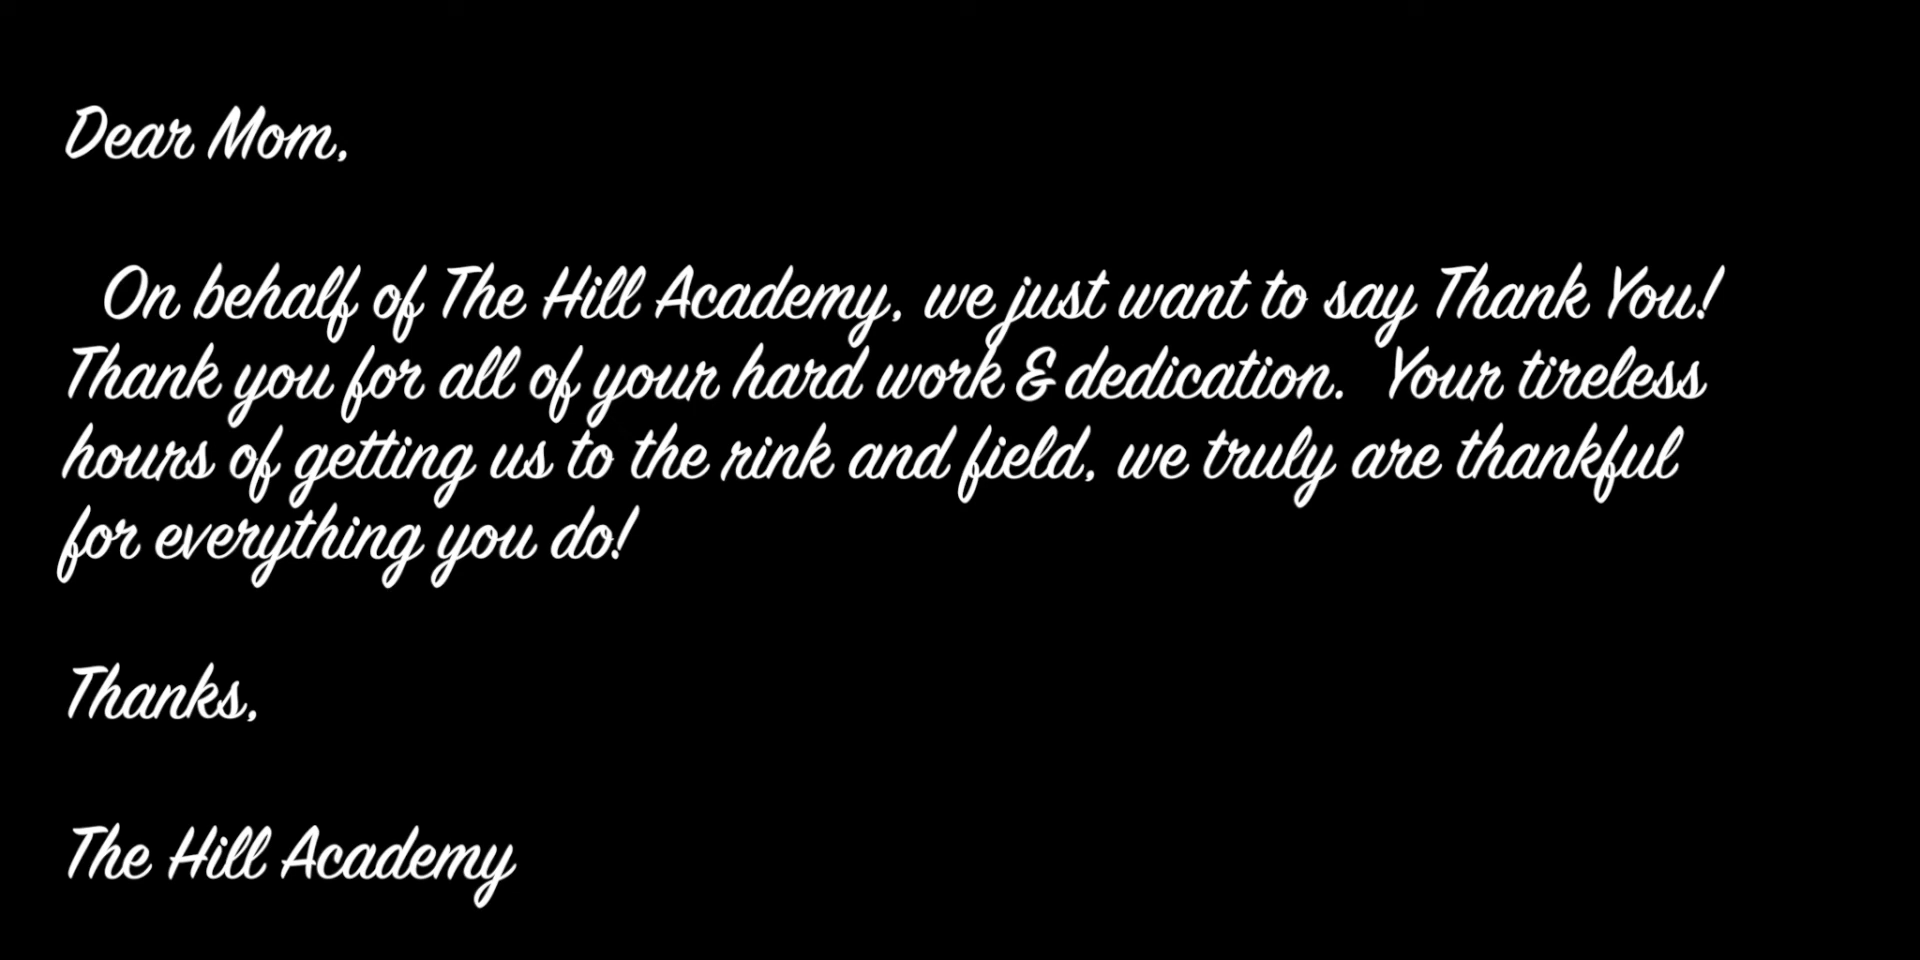 Dear Mom,
On behalf of The Hill Academy, we just want to say Thank You!
Thank you for all of your hard work & dedication. Your tireless
hours of getting us to the rink and field, we truly are thankful
for everything you do!
Thanks,
The Hill Academy